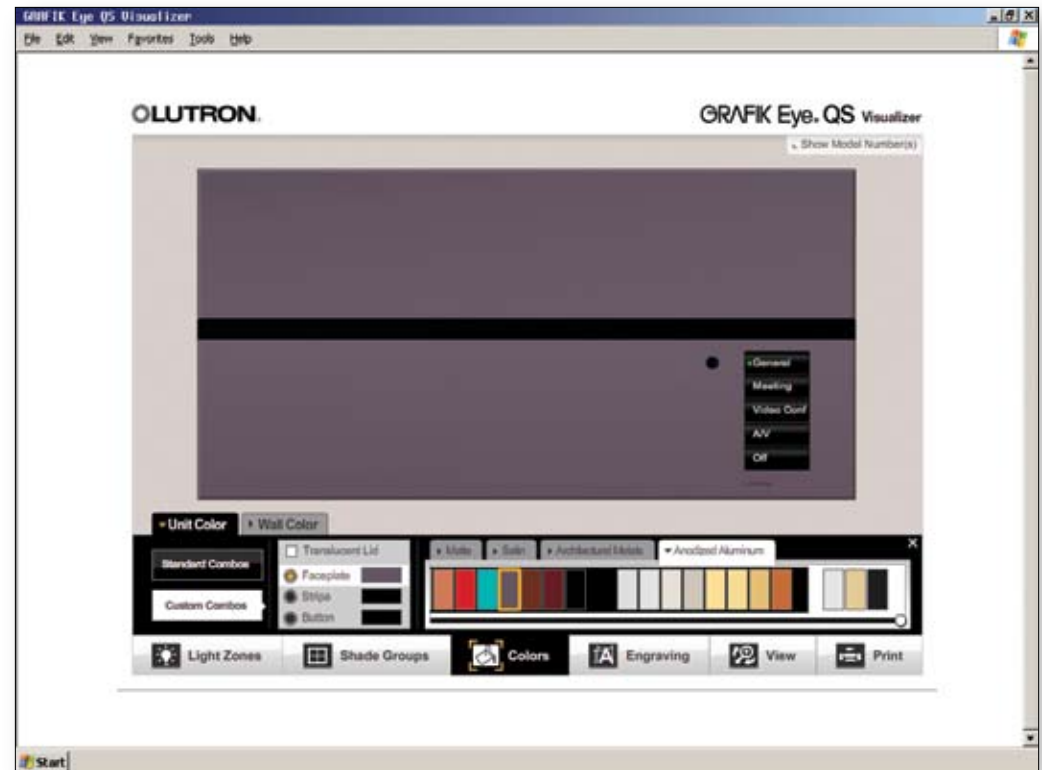 GRAFIK Eye QS Visualizer
File Edit View Favorites Tools Help
LUTRON.
GRAFIK Eye. QS Visualizer
Show Model Number(s)
General
Meeting
Video Conf
A/V
Off
Unit Color Wall Color
Standard Combos
Custom Combos
Translucent Lid
Faceplate
Stripe
Button
Matte Satin Architectural Metals Anodized Aluminum
Light Zones Shade Groups Colors Engraving View Print
Start